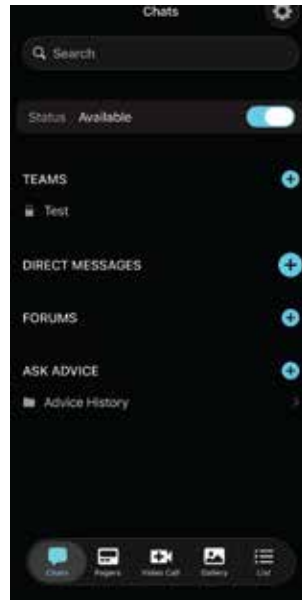 Chats
Search
Status Available
TEAMS
Test
DIRECT MESSAGES
FORUMS
ASK ADVICE
Advice History
Chats Pagers Video Call Gallery List